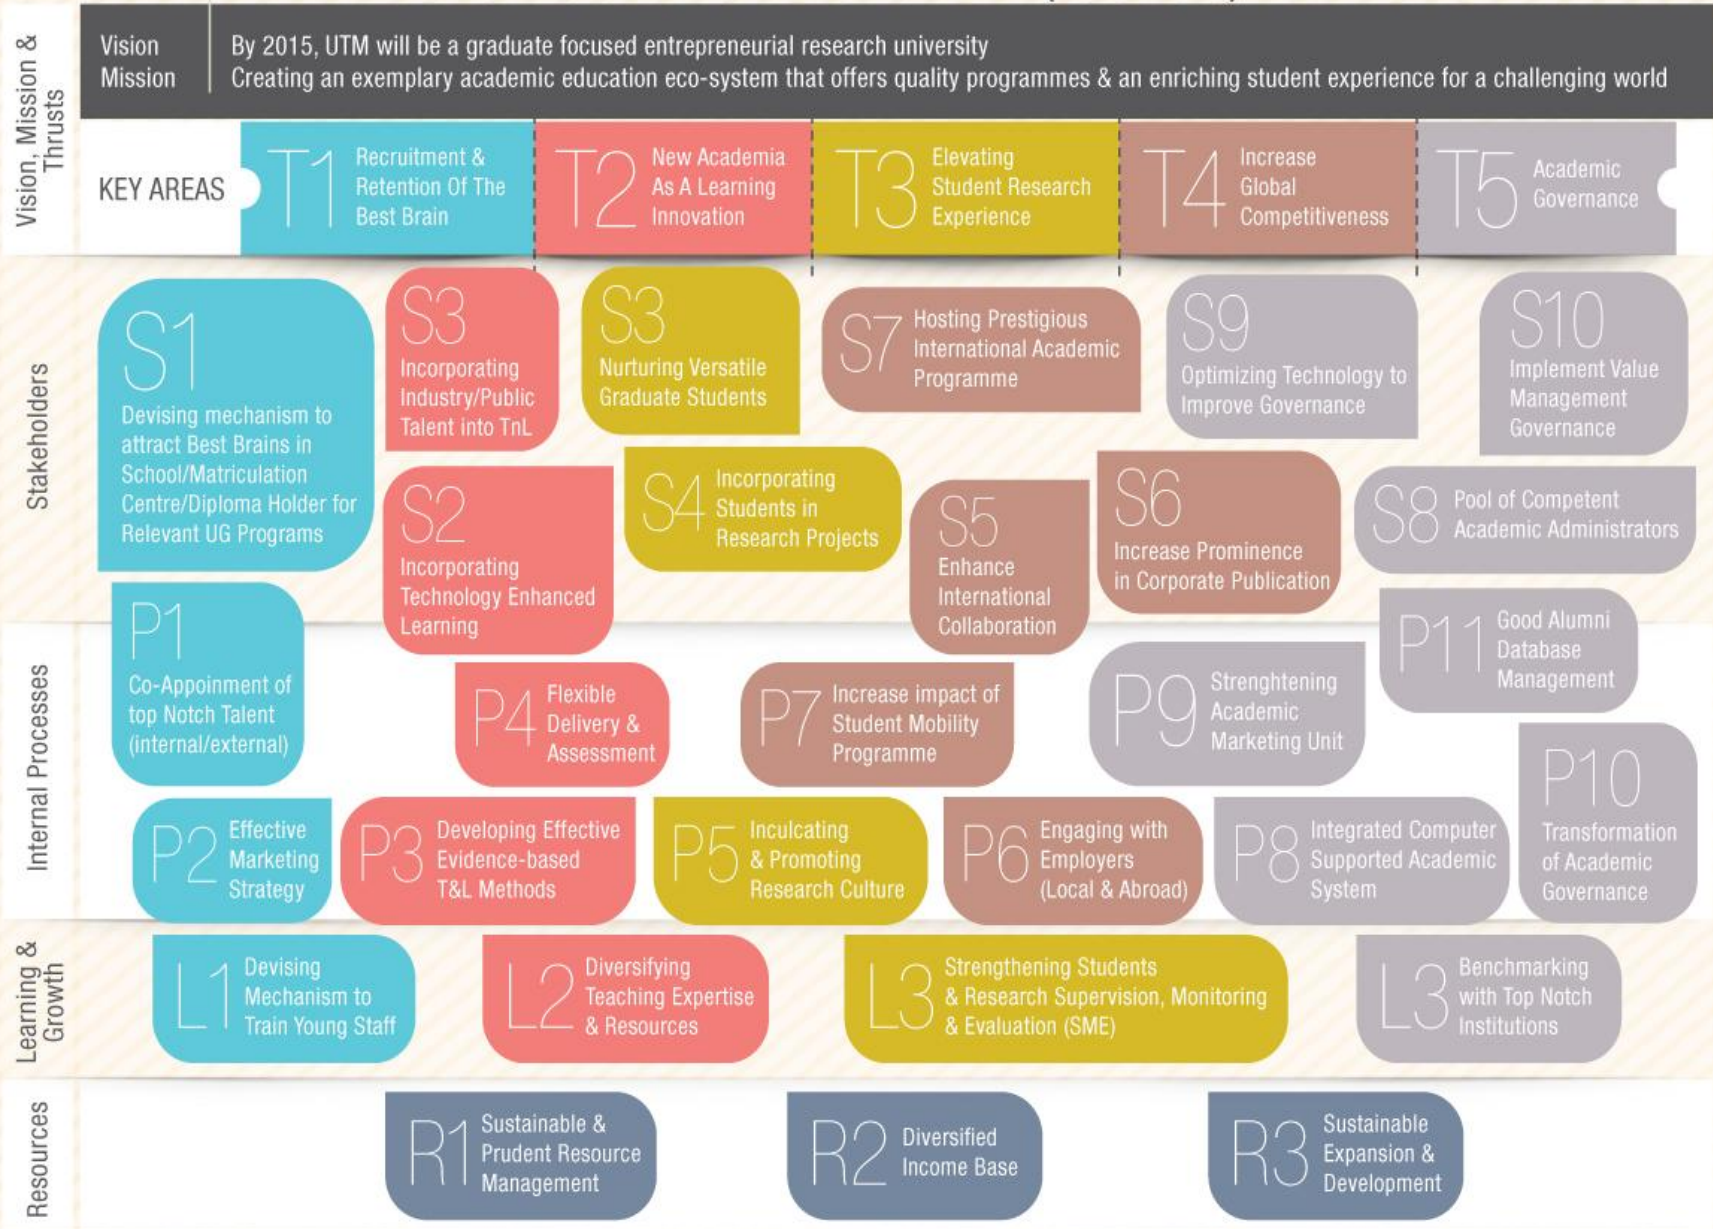 Vision, Mission &
Thrusts
Vision
By 2015, UTM will be a graduate focused entrepreneurial research university
Mission
Creating an exemplary academic education eco-system that offers quality programmes & an enriching student experience for a challenging world
KEY AREAS
T1
Recruitment &
Retention Of The
Best Brain
T2
New Academia
As A Learning
Innovation
T3
Elevating
Student Research
Experience
T4
Increase
Global
Competitiveness
T5
Academic
Governance
Stakeholders
S1
Devising mechanism to
attract Best Brains in
School/Matriculation
Centre/Diploma Holder for
Relevant UG Programs
S3
Incorporating
Industry/Public
Talent into TnL
S3
Nurturing Versatile
Graduate Students
S7
Hosting Prestigious
International Academic
Programme
S9
Optimizing Technology to
Improve Governance
S10
Implement Value
Management
Governance
S2
Incorporating
Technology Enhanced
Learning
S4
Incorporating
Students in
Research Projects
S5
Enhance
International
Collaboration
S6
Increase Prominence
in Corporate Publication
S8
Pool of Competent
Academic Administrators
Internal Processes
P1
Co-Appoinment of
top Notch Talent
(internal/external)
P4
Flexible
Delivery &
Assessment
P7
Increase impact of
Student Mobility
Programme
P9
Strenghtening
Academic
Marketing Unit
P11
Good Alumni
Database
Management
P10
Transformation
of Academic
Governance
P2
Effective
Marketing
Strategy
P3
Developing Effective
Evidence-based
T&L Methods
P5
Inculcating
& Promoting
Research Culture
P6
Engaging with
Employers
(Local & Abroad)
P8
Integrated Computer
Supported Academic
System
Learning &
Growth
L1
Devising
Mechanism to
Train Young Staff
L2
Diversifying
Teaching Expertise
& Resources
L3
Strengthening Students
& Research Supervision, Monitoring
& Evaluation (SME)
L3
Benchmarking
with Top Notch
Institutions
Resources
R1
Sustainable &
Prudent Resource
Management
R2
Diversified
Income Base
R3
Sustainable
Expansion &
Development